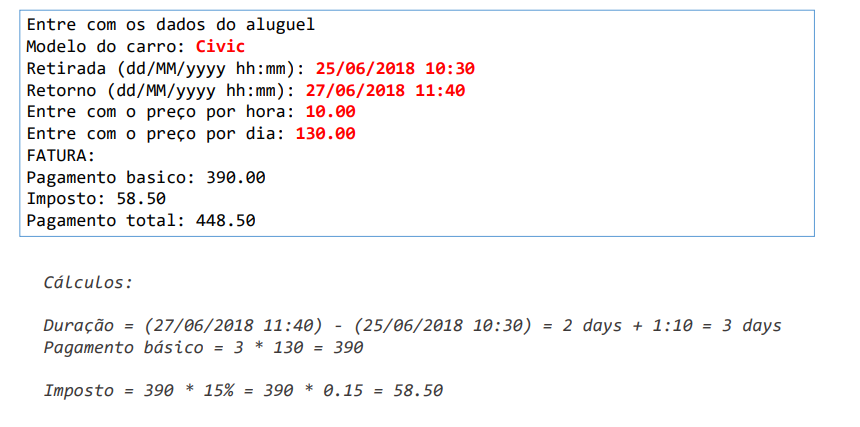 Entre com os dados do aluguel
Modelo do carro: Civic
Retirada (dd/MM/yyyy hh:mm): 25/06/2018 10:30
Retorno (dd/MM/yyyy hh:mm): 27/06/2018 11:40
Entre com o preço por hora: 10.00
Entre com o preço por dia: 130.00
FATURA:
Pagamento basico: 390.00
Imposto: 58.50
Pagamento total: 448.50
Cálculos:
Duração = (27/06/2018 11:40) - (25/06/2018 10:30) = 2 days + 1:10 = 3 days
Pagamento básico = 3 * 130 = 390
Imposto = 390 * 15% = 390 * 0.15 = 58.50